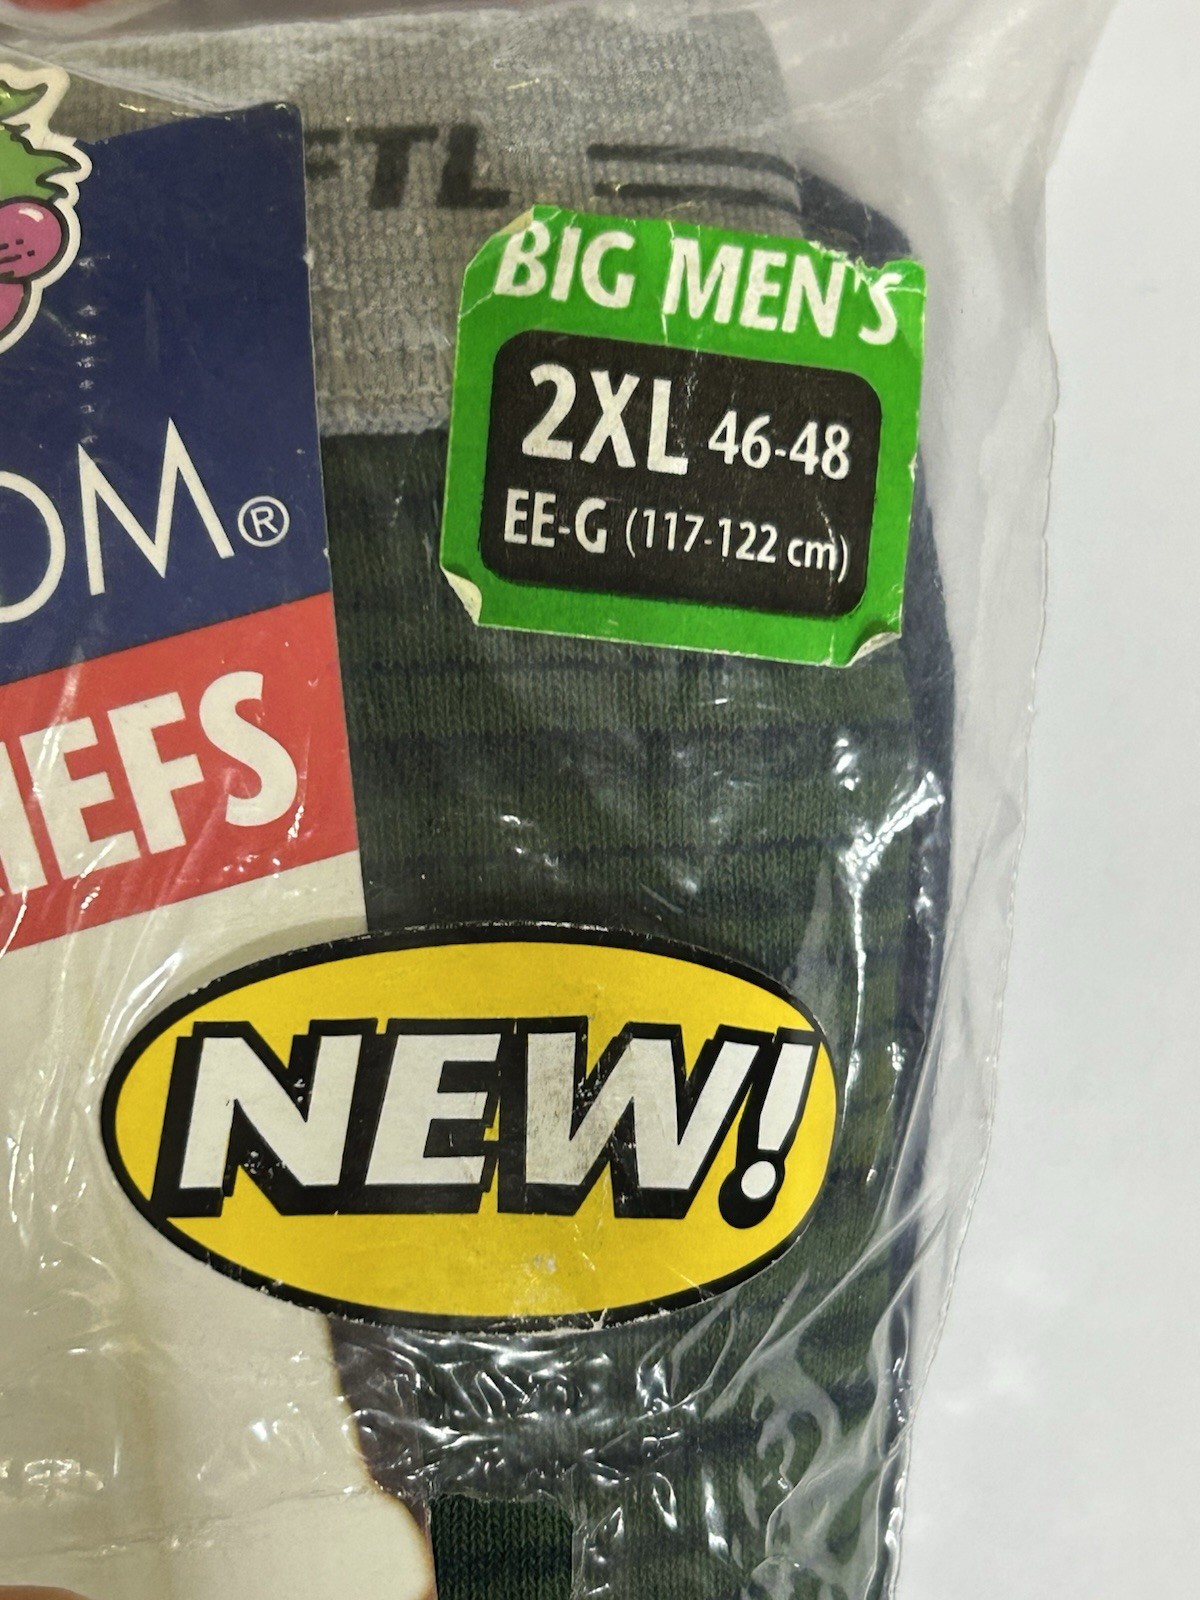 FTL
BIG MEN'S
2XL 46-48
EE-G (117-122 cm)
OM®
IEFS
NEW!